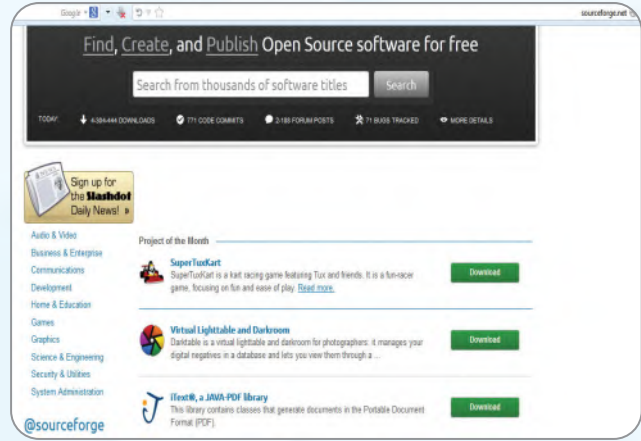 Google
sourceforge.net
Find, Create, and Publish Open Source software for free
Search from thousands of software titles
Search
TODAY: DOWNLOADS 771 CODE COMMITS 2-188 FORUM POSTS 71 BUGS TRACKED MORE DETAILS
Sign up for
the Slashdot
Daily News! »
Audio & Video
Business & Enterprise
Communications
Development
Home & Education
Games
Graphics
Science & Engineering
Security & Utilities
System Administration
@sourceforge
Project of the Month
SuperTuxKart
SuperTuxKart is a kart racing game featuring Tux and friends. It is a fun-racer
game, focusing on fun and ease of play. Read more.
Download
Virtual Lighttable and Darkroom
Darktable is a virtual lighttable and darkroom for photographers: it manages your
digital negatives in a database and lets you view them through a ...
Download
iText®, a JAVA-PDF library
This library contains classes that generate documents in the Portable Document
Format (PDF)
Download